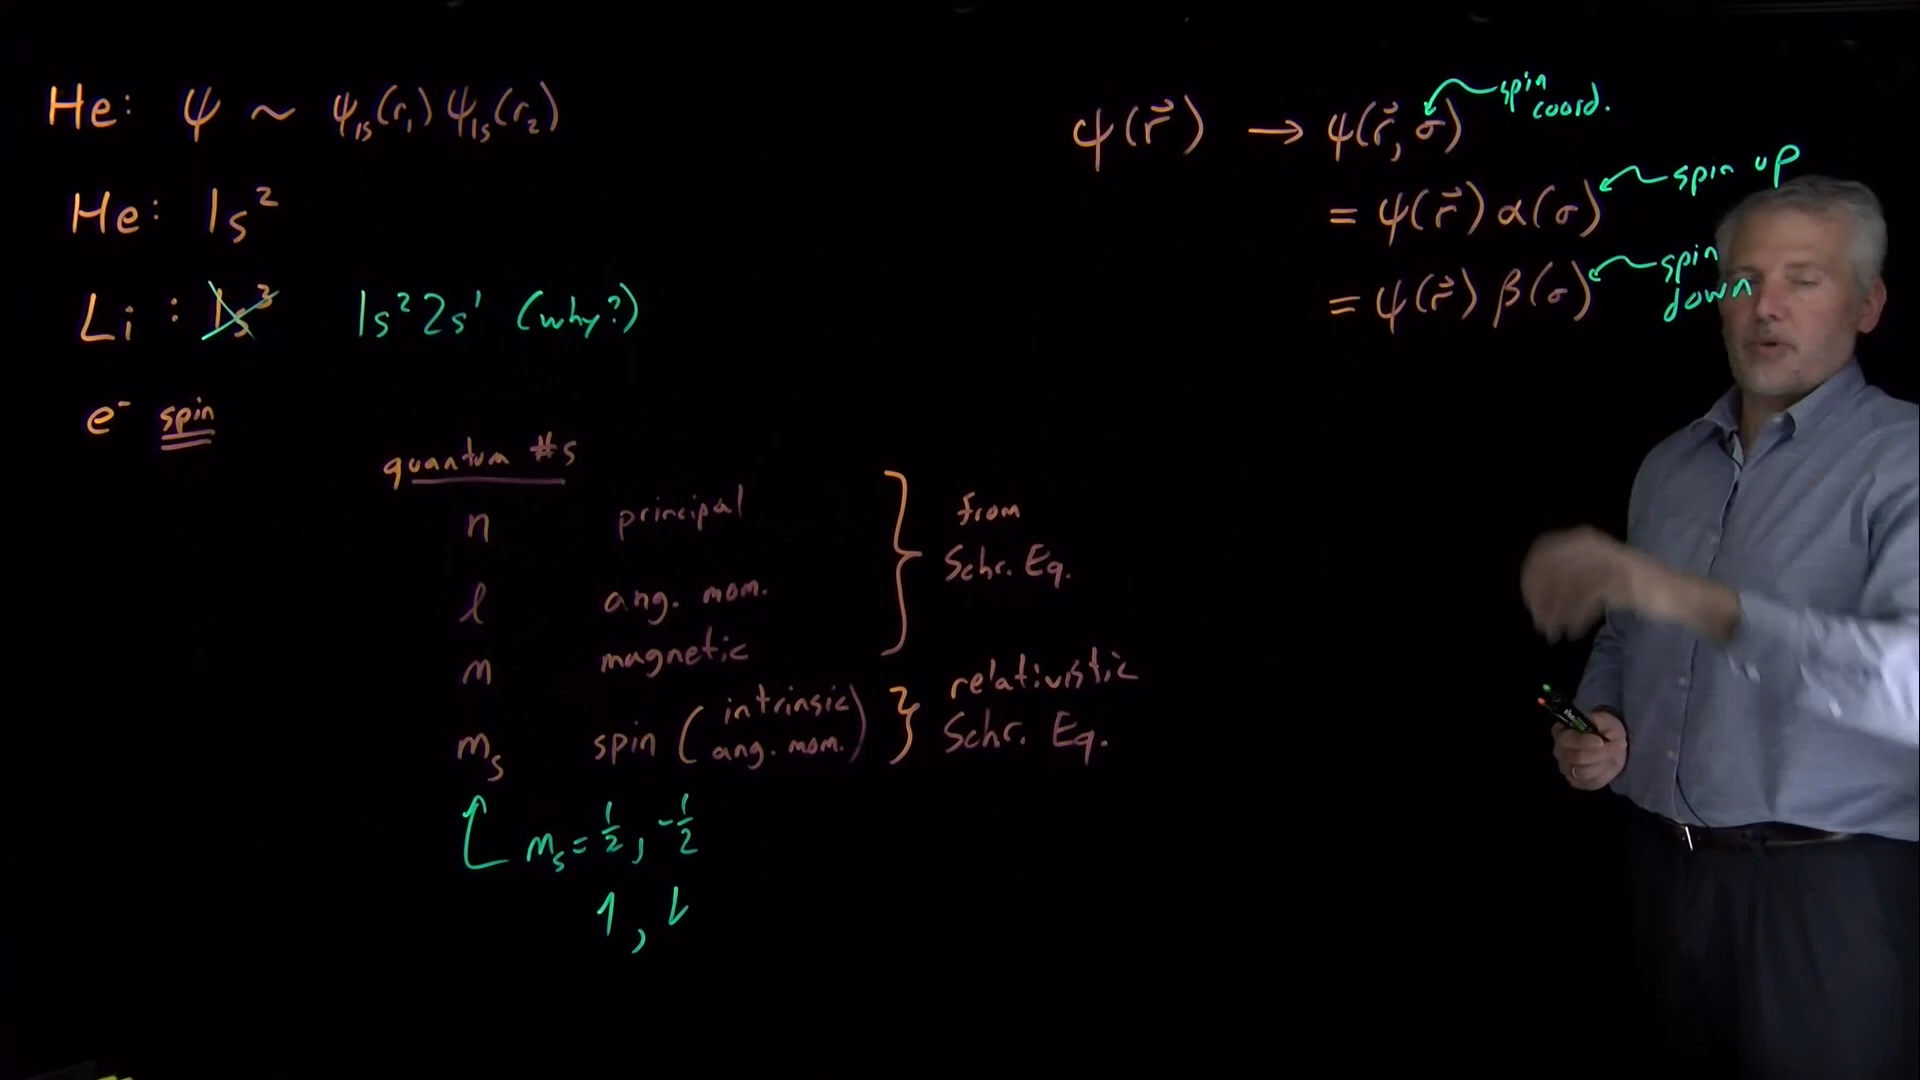 He: ψ ~ ψ₁ₛ(r₁) ψ₁ₛ(r₂)
He: 1s²
Li: 1s³ 1s² 2s¹ (why?)
e⁻ spin
quantum #s
n principal
l ang. mom.
m magnetic
} from Schr. Eq.
mₛ spin (intrinsic ang. mom.) } relativistic Schr. Eq.
mₛ = 1/2, -1/2
↿, ⇂
ψ(r⃗) → ψ(r⃗, σ) spin coord.
= ψ(r⃗) α(σ) spin up
= ψ(r⃗) β(σ) spin down